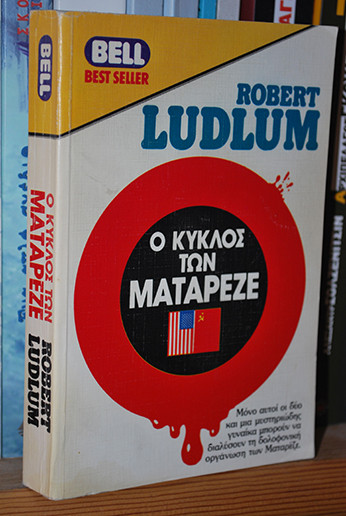 BELL
BEST SELLER
ROBERT
LUDLUM
Ο ΚΥΚΛΟΣ
ΤΩΝ
ΜΑΤΑΡΕΖΕ
Μόνο αυτοί οι δύο
και μια μυστηριώδης
γυναίκα μπορούν να
διαλύσουν τη δολοφονική
οργάνωση των Ματαρέζε.
BELL
Ο ΚΥΚΛΟΣ ΤΩΝ
ΜΑΤΑΡΕΖΕ
ROBERT
LUDLUM